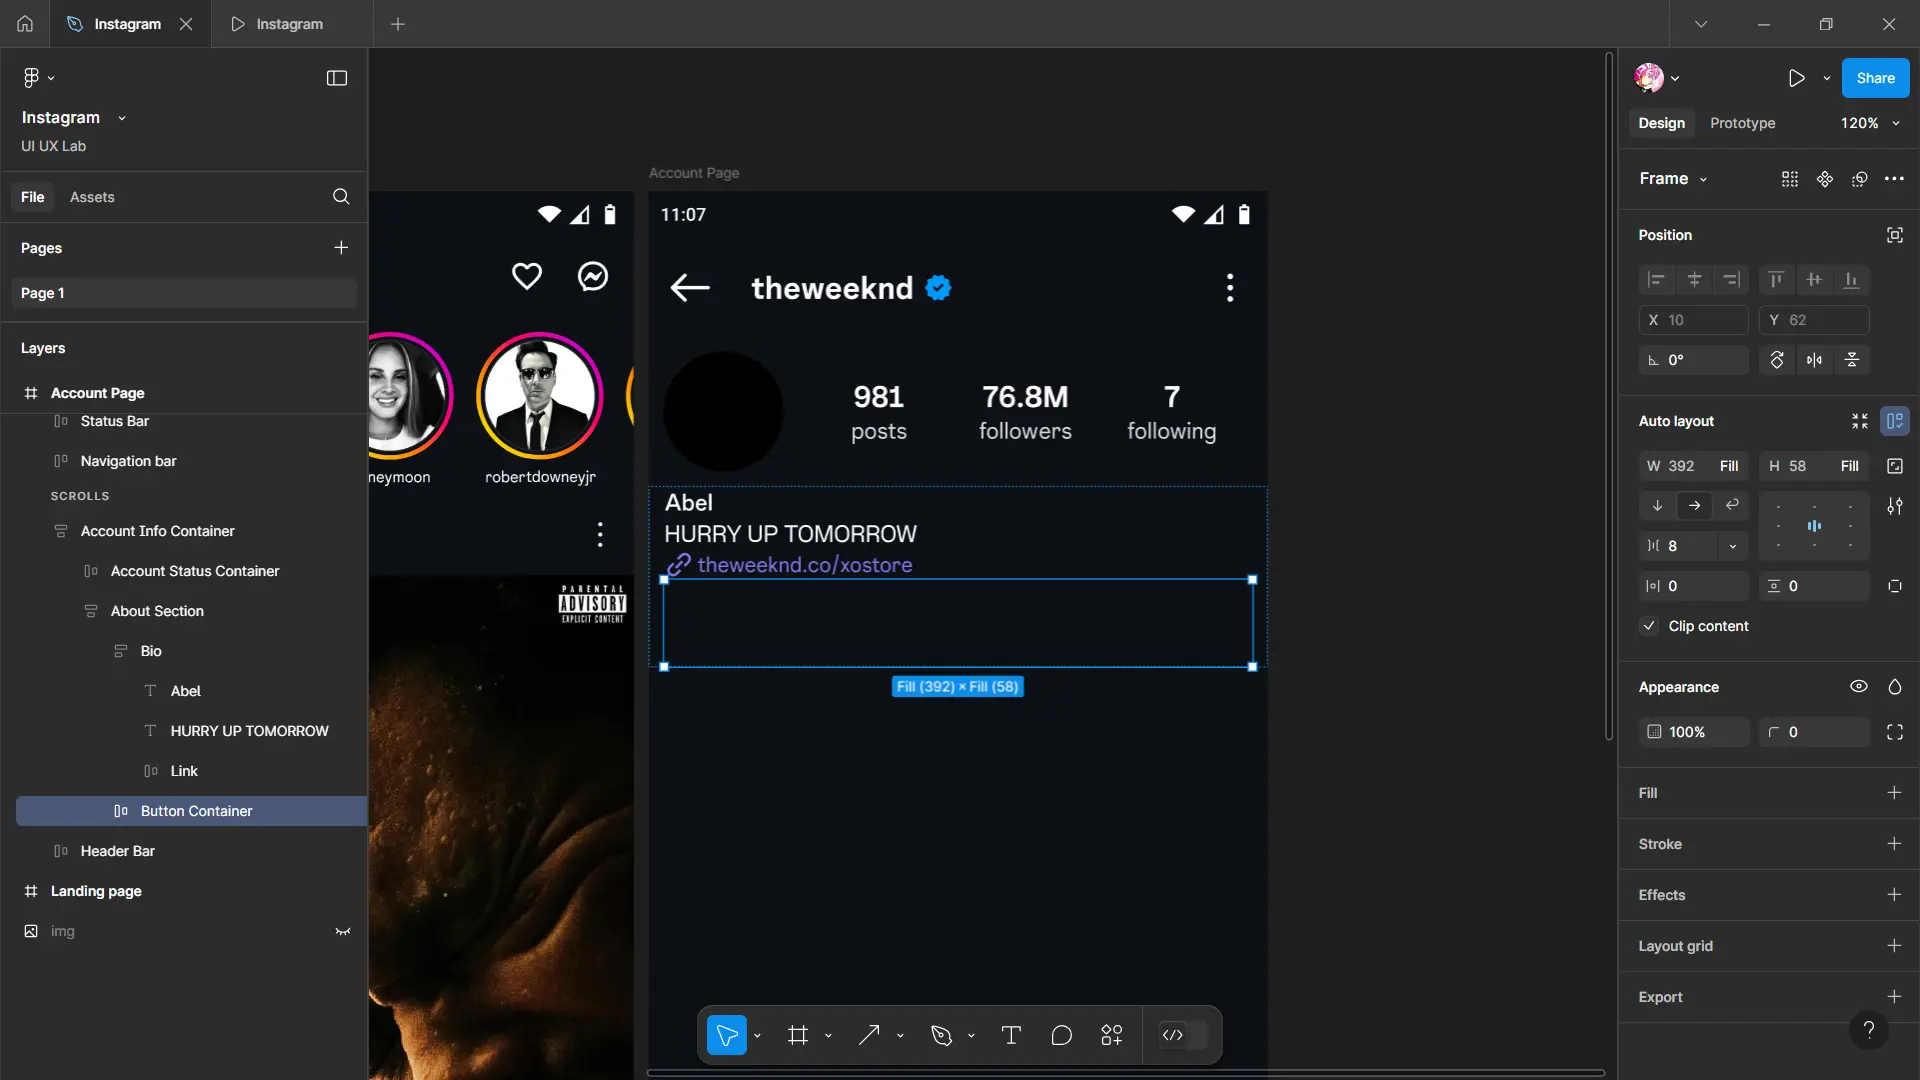 Instagram
Instagram
Instagram
UI UX Lab
File
Assets
Pages
Page 1
Layers
Account Page
Status Bar
Navigation bar
SCROLLS
Account Info Container
Account Status Container
About Section
Bio
Abel
HURRY UP TOMORROW
Link
Button Container
Header Bar
Landing page
img
neymoon
robertdowneyjr
PARENTAL
ADVISORY
EXPLICIT CONTENT
Account Page
11:07
theweeknd
981
posts
76.8M
followers
7
following
Abel
HURRY UP TOMORROW
theweeknd.co/xostore
Fill (392) × Fill (58)
Share
Design
Prototype
120%
Frame
Position
X 10
Y 62
0°
Auto layout
W 392 Fill
H 58 Fill
8
0
0
Clip content
Appearance
100%
0
Fill
Stroke
Effects
Layout grid
Export
?